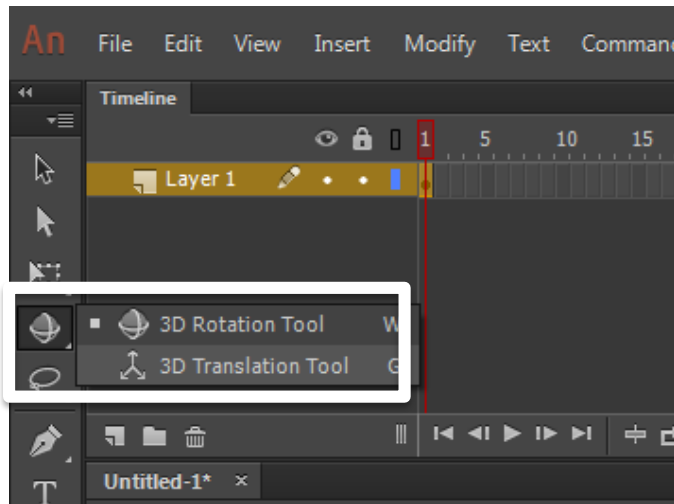 An File Edit View Insert Modify Text Comman
Timeline
1 5 10 15
Layer 1
3D Rotation Tool W
3D Translation Tool G
Untitled-1* ×
T